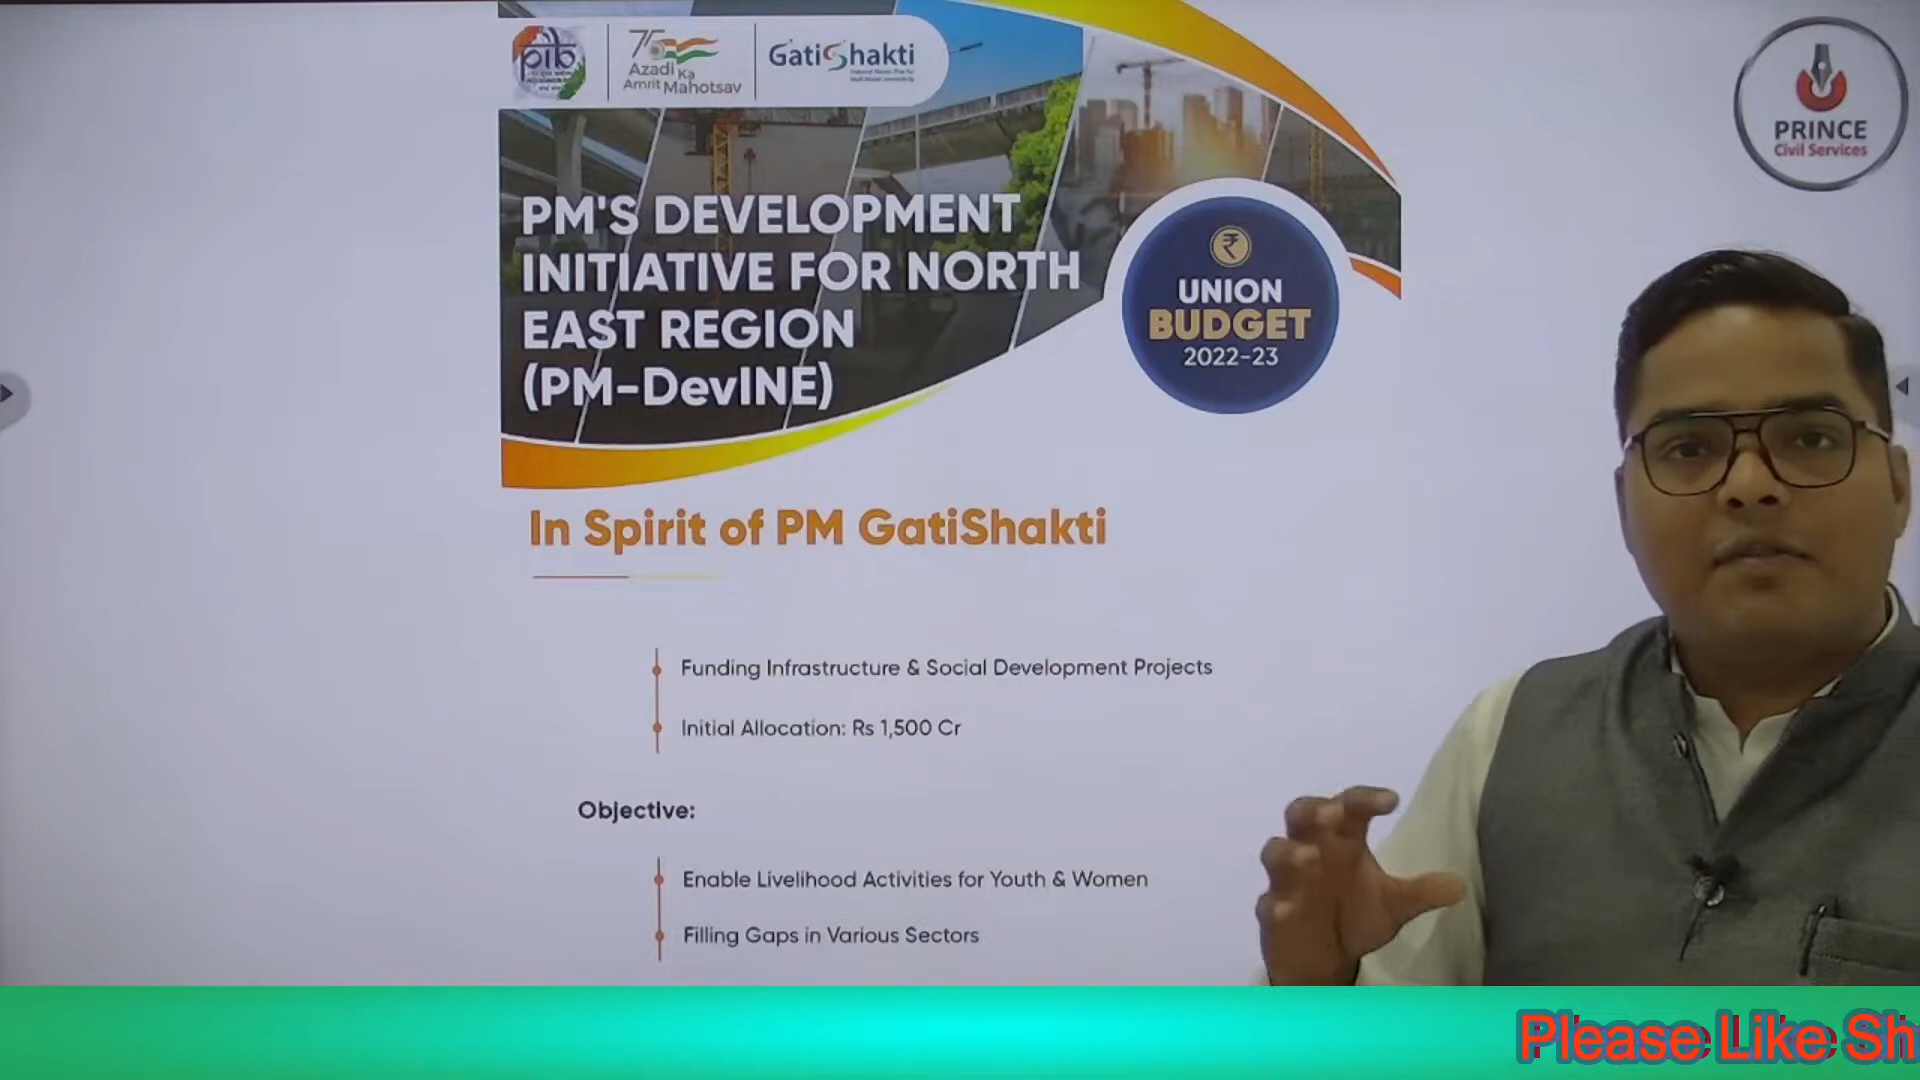 pib
75
Azadi Ka
Amrit Mahotsav
GatiShakti
PRINCE
Civil Services
PM'S DEVELOPMENT
INITIATIVE FOR NORTH
EAST REGION
(PM-DevINE)
₹
UNION
BUDGET
2022-23
In Spirit of PM GatiShakti
Funding Infrastructure & Social Development Projects
Initial Allocation: Rs 1,500 Cr
Objective:
Enable Livelihood Activities for Youth & Women
Filling Gaps in Various Sectors
Please Like Sh